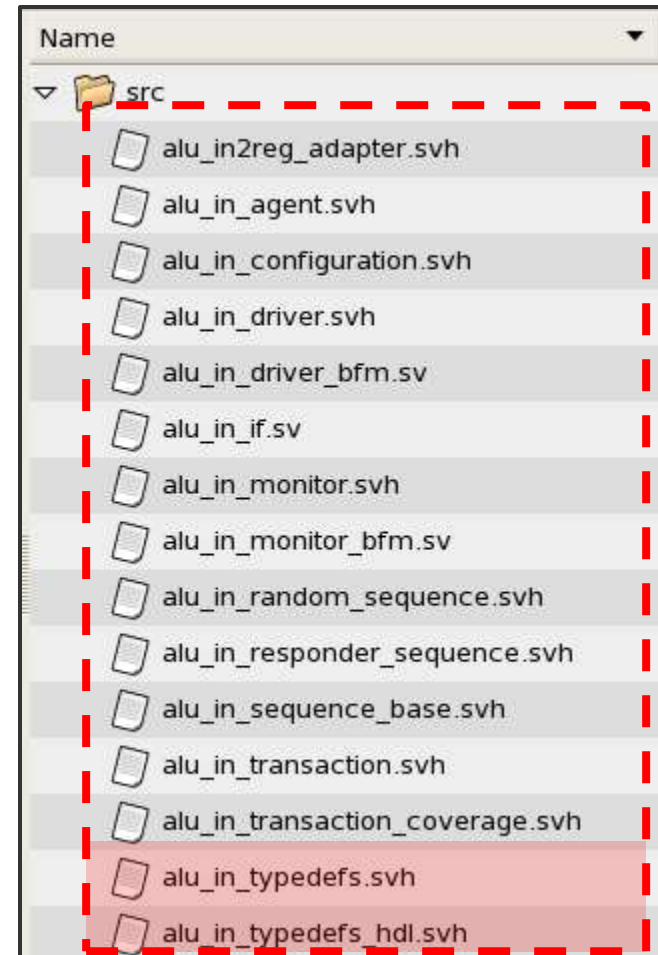 Name
src
alu_in2reg_adapter.svh
alu_in_agent.svh
alu_in_configuration.svh
alu_in_driver.svh
alu_in_driver_bfm.sv
alu_in_if.sv
alu_in_monitor.svh
alu_in_monitor_bfm.sv
alu_in_random_sequence.svh
alu_in_responder_sequence.svh
alu_in_sequence_base.svh
alu_in_transaction.svh
alu_in_transaction_coverage.svh
alu_in_typedefs.svh
alu_in_typedefs_hdl.svh